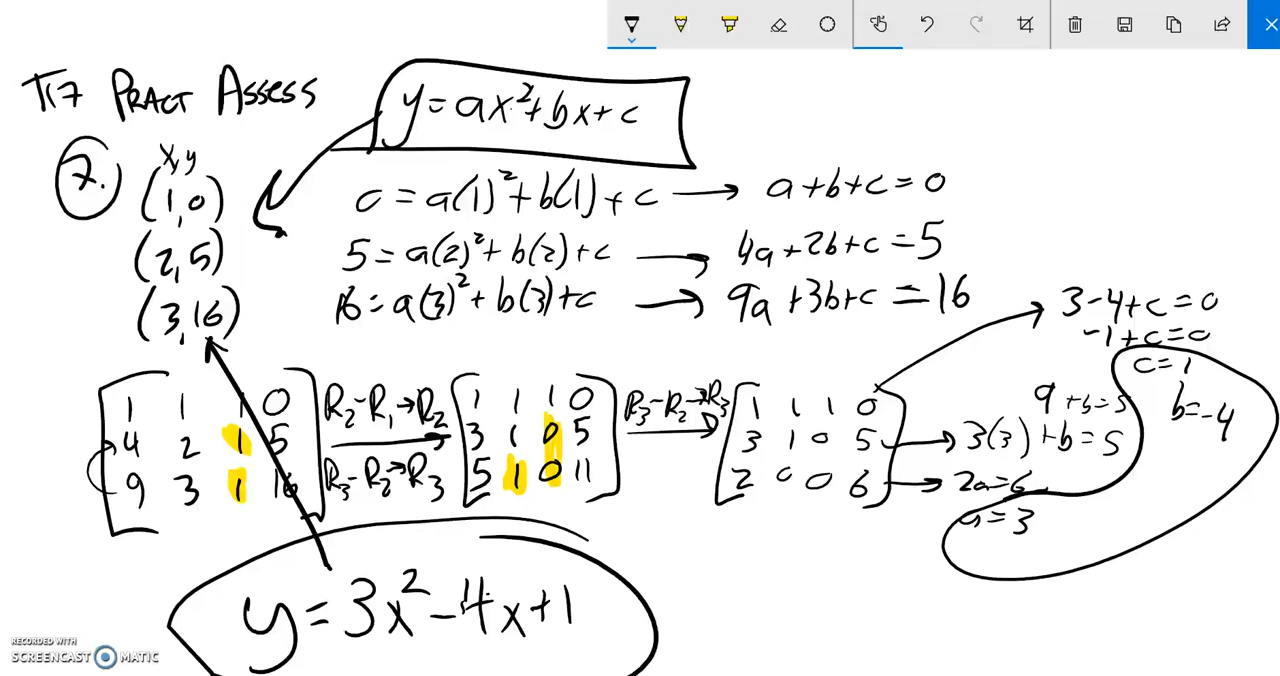 T17 PRACT ASSESS
y = ax² + bx + c
7.
x, y
(1, 0)
(2, 5)
(3, 16)
c = a(1)² + b(1) + c → a + b + c = 0
5 = a(2)² + b(2) + c → 4a + 2b + c = 5
16 = a(3)² + b(3) + c → 9a + 3b + c = 16
1 1 1 0
4 2 1 5
9 3 1 16
R2 - R1 → R2
R3 - R2 → R3
1 1 1 0
3 1 0 5
5 1 0 11
R3 - R2 → R3
1 1 1 0
3 1 0 5
2 0 0 6
3 - 4 + c = 0
-1 + c = 0
c = 1
9 + b = 5
b = -4
3(3) + b = 5
2a = 6
a = 3
y = 3x² - 4x + 1
RECORDED WITH
SCREENCAST MATIC